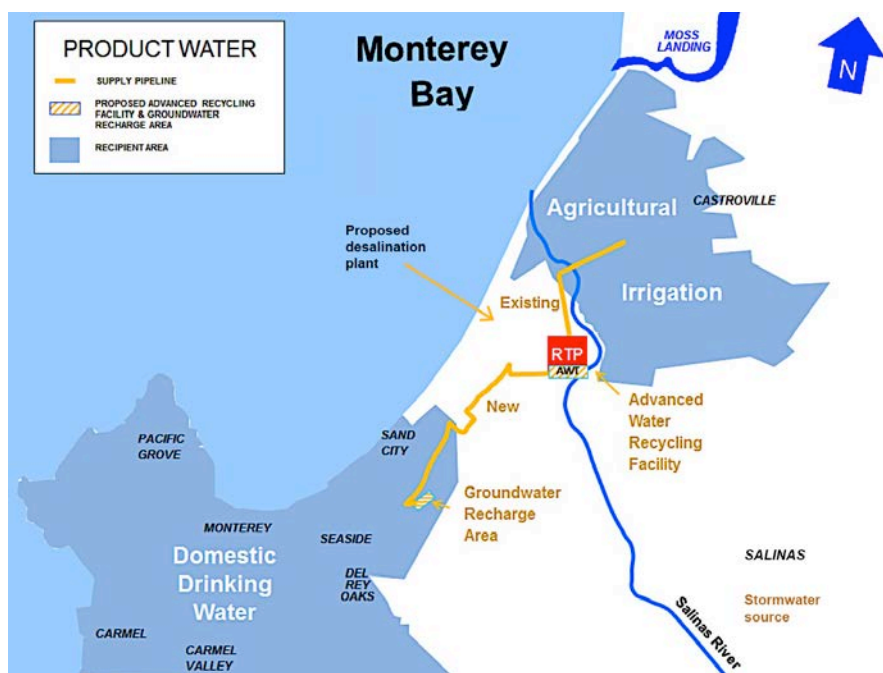 PRODUCT WATER
SUPPLY PIPELINE
PROPOSED ADVANCED RECYCLING
FACILITY & GROUNDWATER
RECHARGE AREA
RECIPIENT AREA
Monterey
Bay
MOSS
LANDING
N
Agricultural
CASTROVILLE
Proposed
desalination
plant
Irrigation
Existing
RTP
AWT
New
Advanced
Water
Recycling
Facility
PACIFIC
GROVE
SAND
CITY
Groundwater
Recharge
Area
MONTEREY
SEASIDE
Domestic
Drinking
Water
DEL
REY
OAKS
CARMEL
CARMEL
VALLEY
SALINAS
Stormwater
source
Salinas River